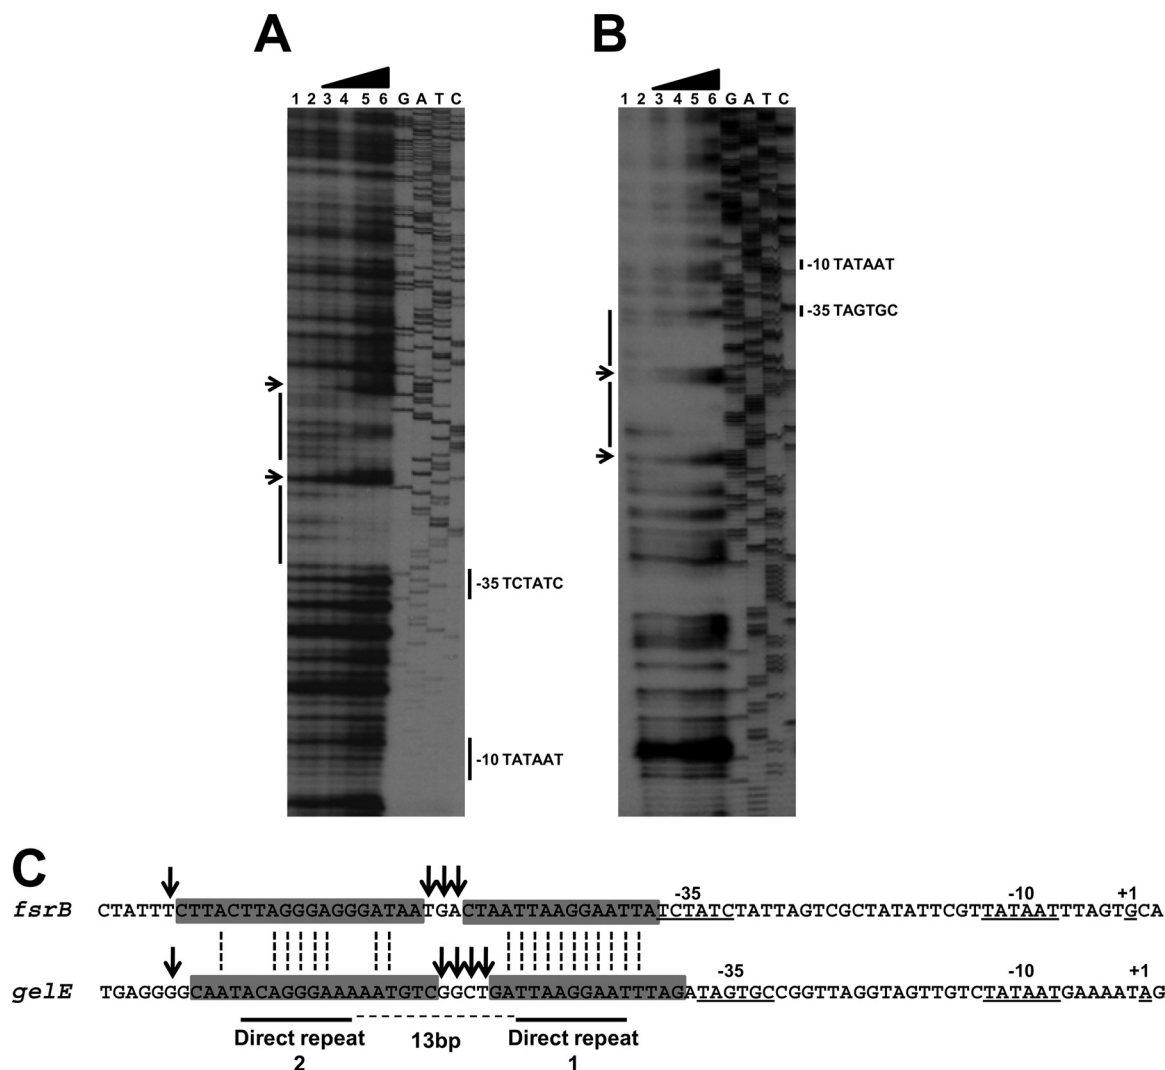 A
B
1 2 3 4 5 6 G A T C
1 2 3 4 5 6 G A T C
-10 TATAAT
-35 TAGTGC
-35 TCTATC
-10 TATAAT
C
-35 -10 +1
fsrB CTATTTCTTACTTAGGGAGGGATAATGACTAATTAAGGAATTATCTATCTATTAGTCGCTATATTCGTTATAATTTAGTGCA
-35 -10 +1
gelE TGAGGGGCAATACAGGGAAAAATGTCGGCTGATTAAGGAATTTAGATAGTGCCGGTTAGGTAGTTGTCTATAATGAAAATAG
Direct repeat 13bp Direct repeat
2 1